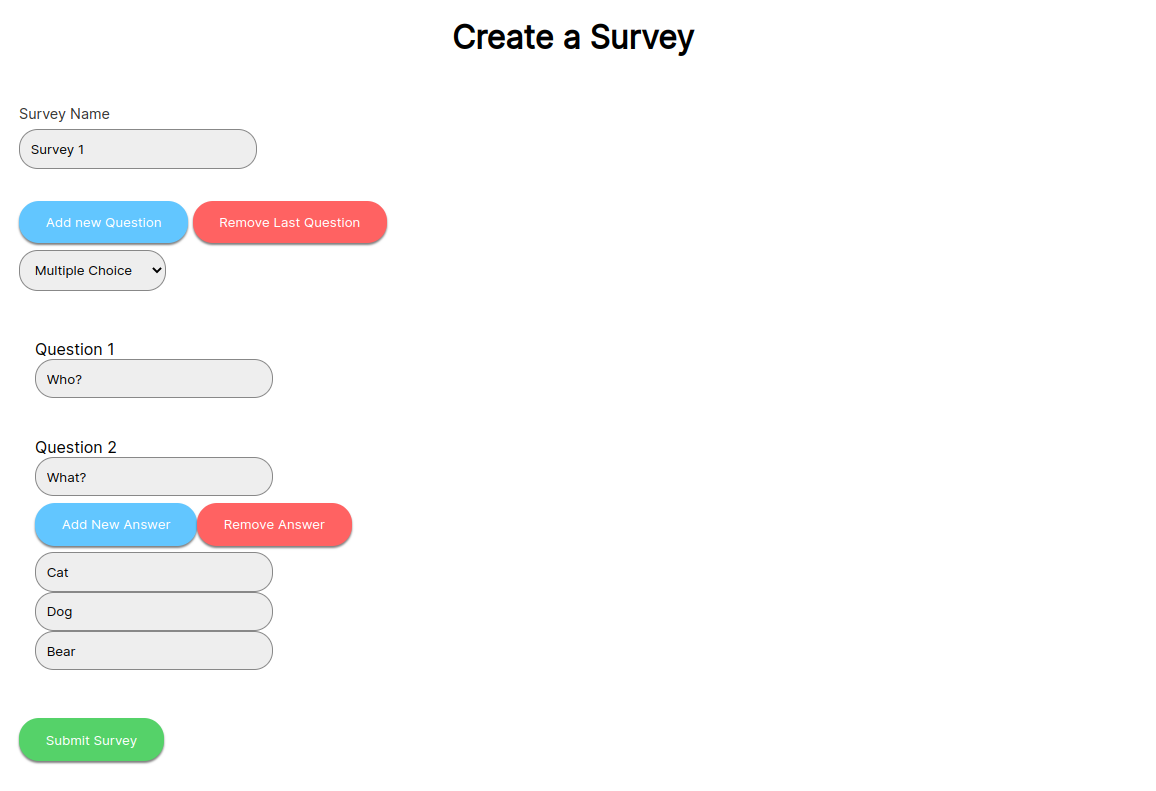 Create a Survey
Survey Name
Survey 1
Add new Question Remove Last Question
Multiple Choice
Question 1
Who?
Question 2
What?
Add New Answer Remove Answer
Cat
Dog
Bear
Submit Survey